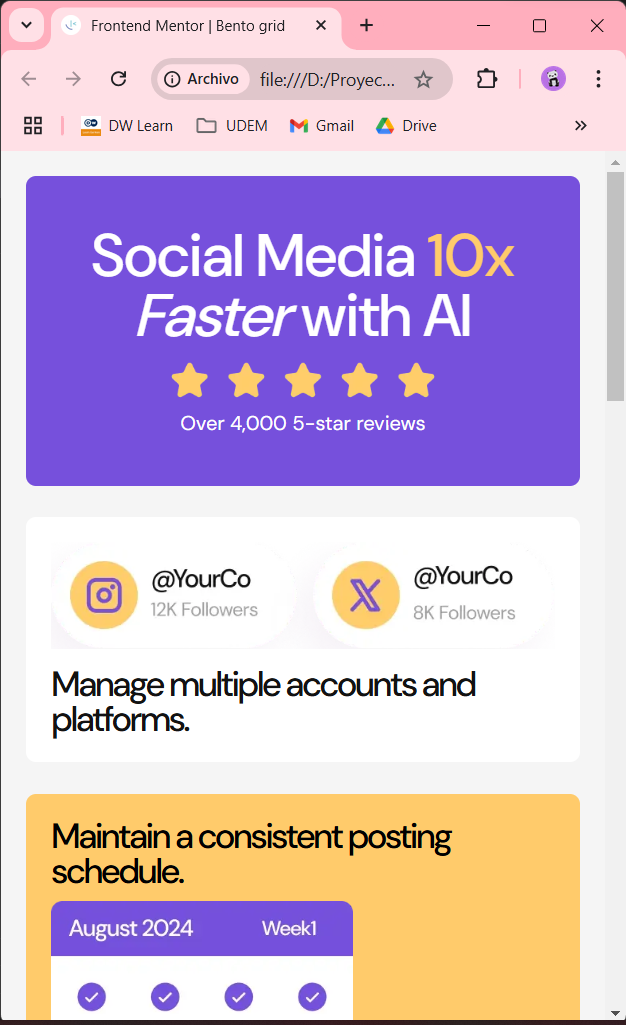 Frontend Mentor | Bento grid
Archivo file:///D:/Proyec...
DW Learn UDEM Gmail Drive
Social Media 10x
Faster with AI
Over 4,000 5-star reviews
@YourCo
12K Followers
@YourCo
8K Followers
Manage multiple accounts and
platforms.
Maintain a consistent posting
schedule.
August 2024 Week1